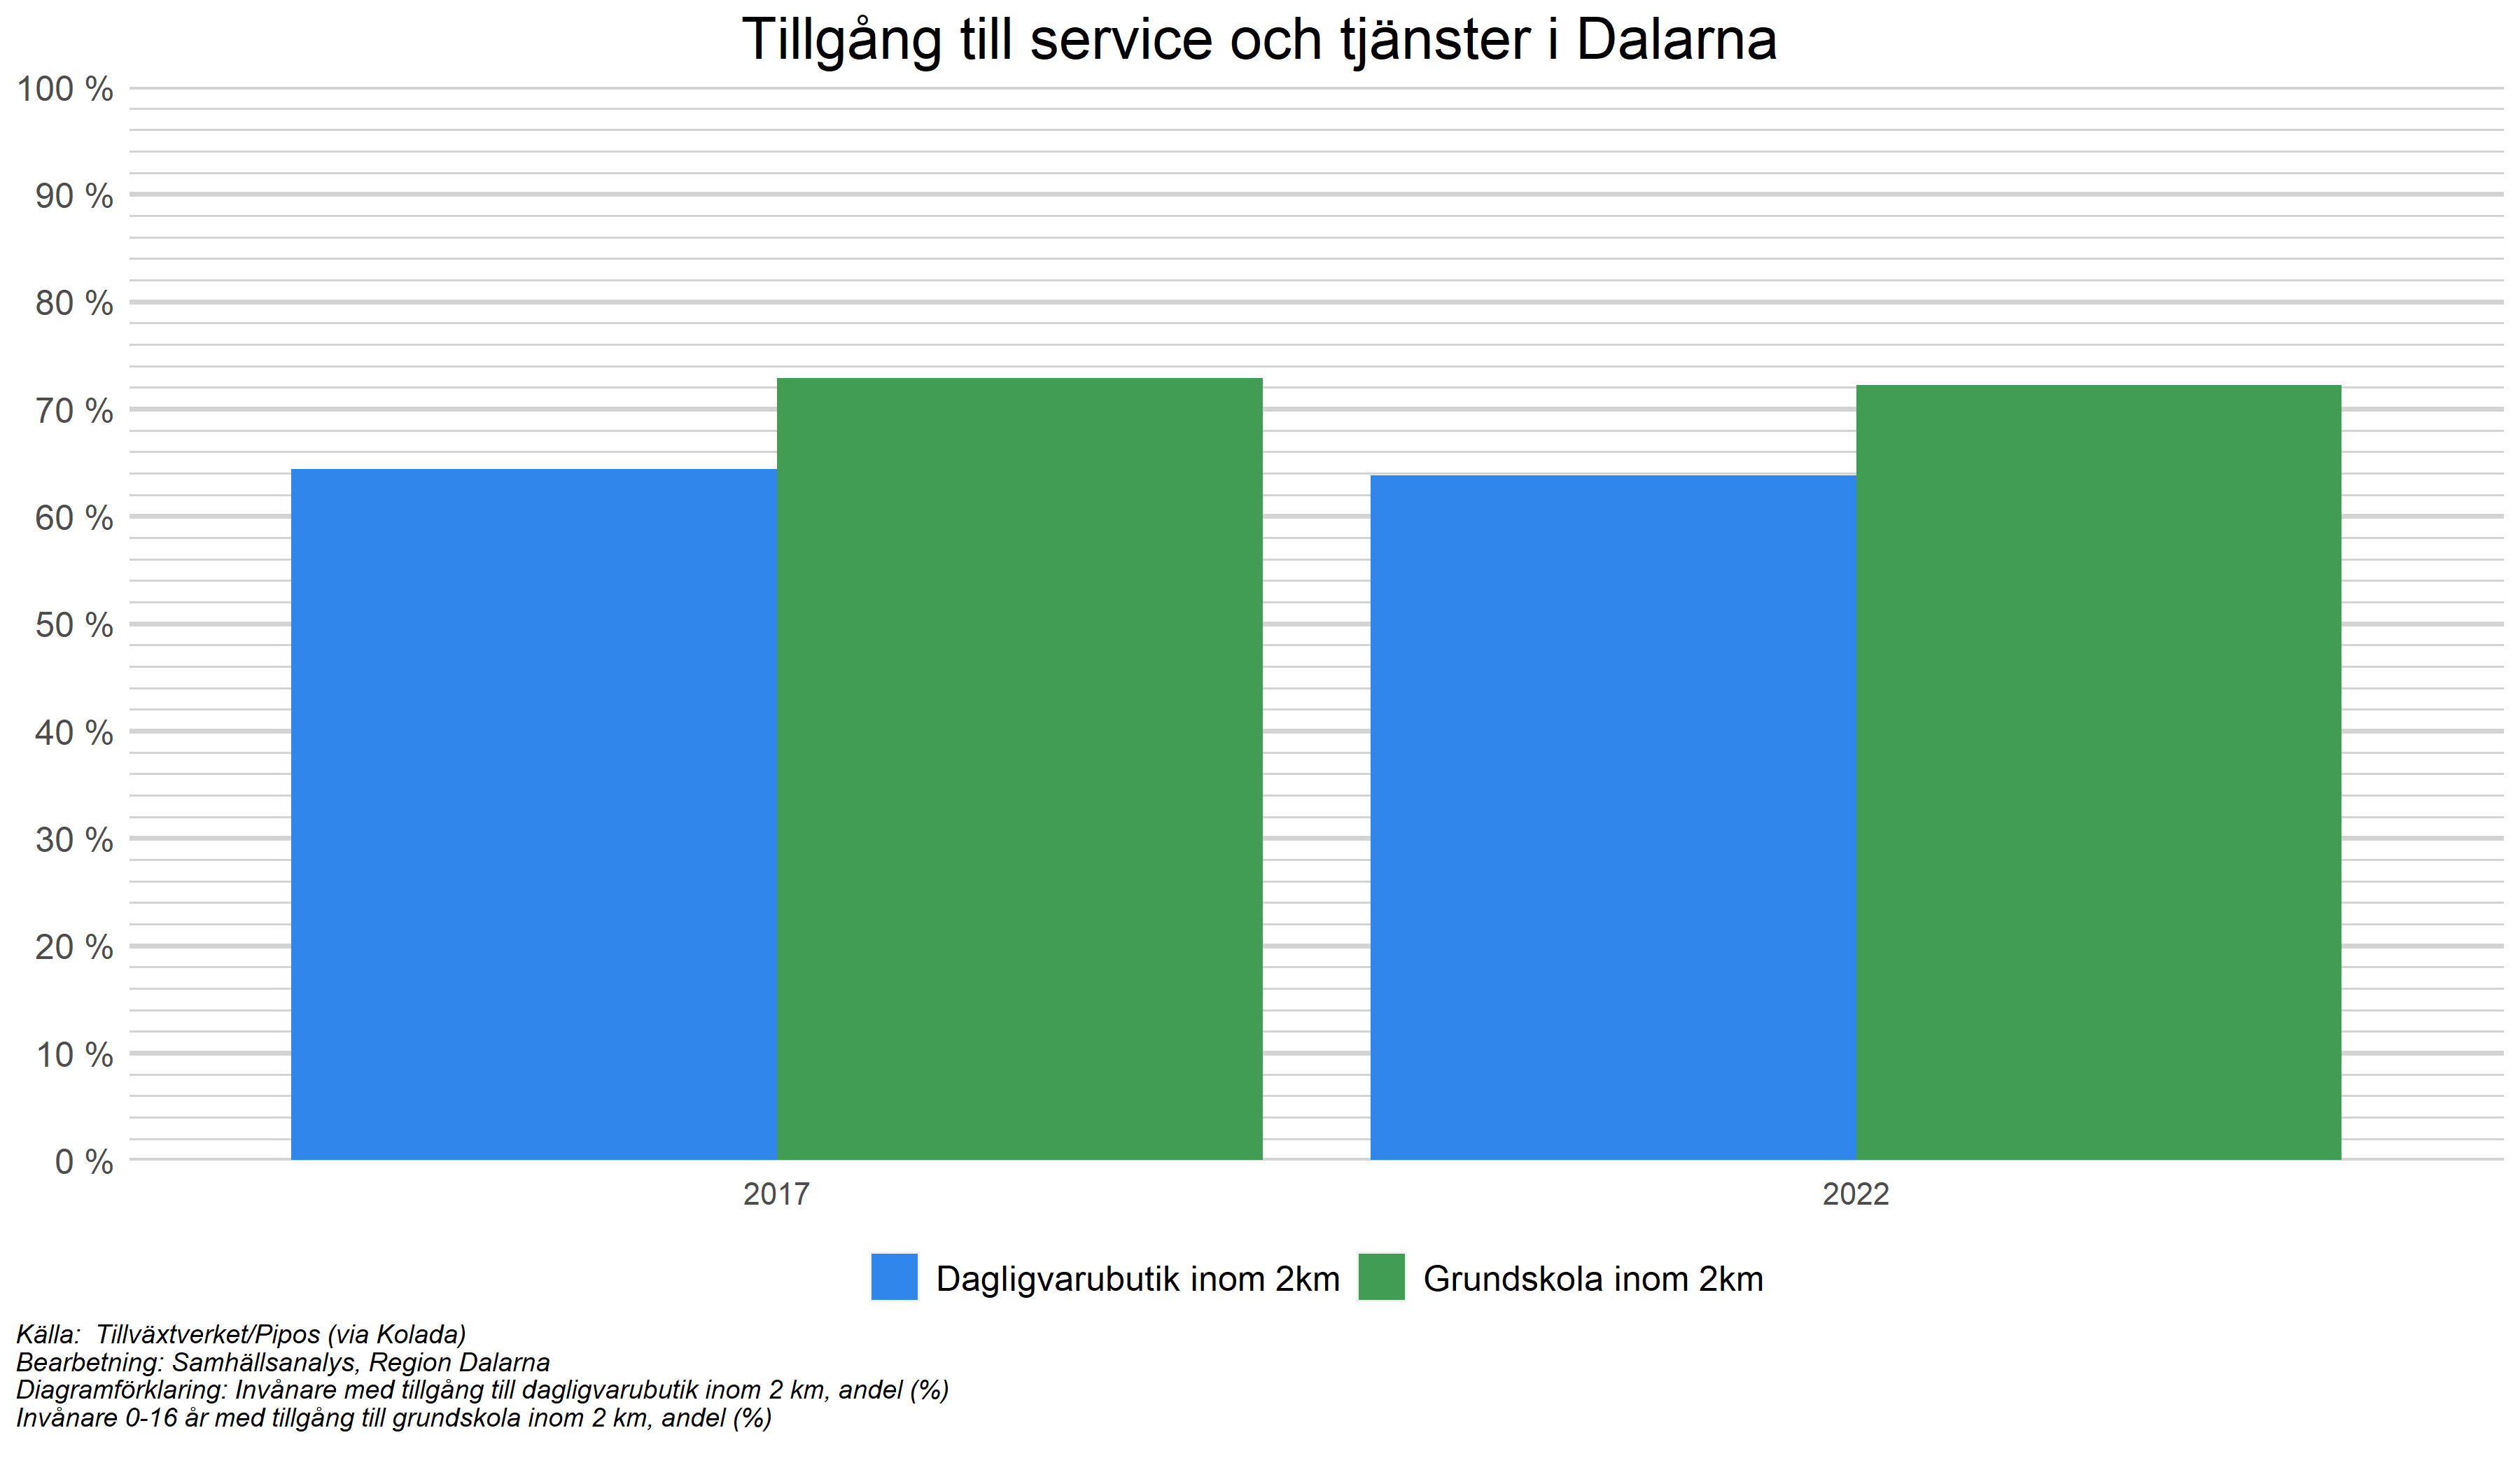 Tillgång till service och tjänster i Dalarna
100 %
90 %
80 %
70 %
60 %
50 %
40 %
30 %
20 %
10 %
0 %
2017 2022
Dagligvarubutik inom 2km Grundskola inom 2km
Källa: Tillväxtverket/Pipos (via Kolada)
Bearbetning: Samhällsanalys, Region Dalarna
Diagramförklaring: Invånare med tillgång till dagligvarubutik inom 2 km, andel (%)
Invånare 0-16 år med tillgång till grundskola inom 2 km, andel (%)